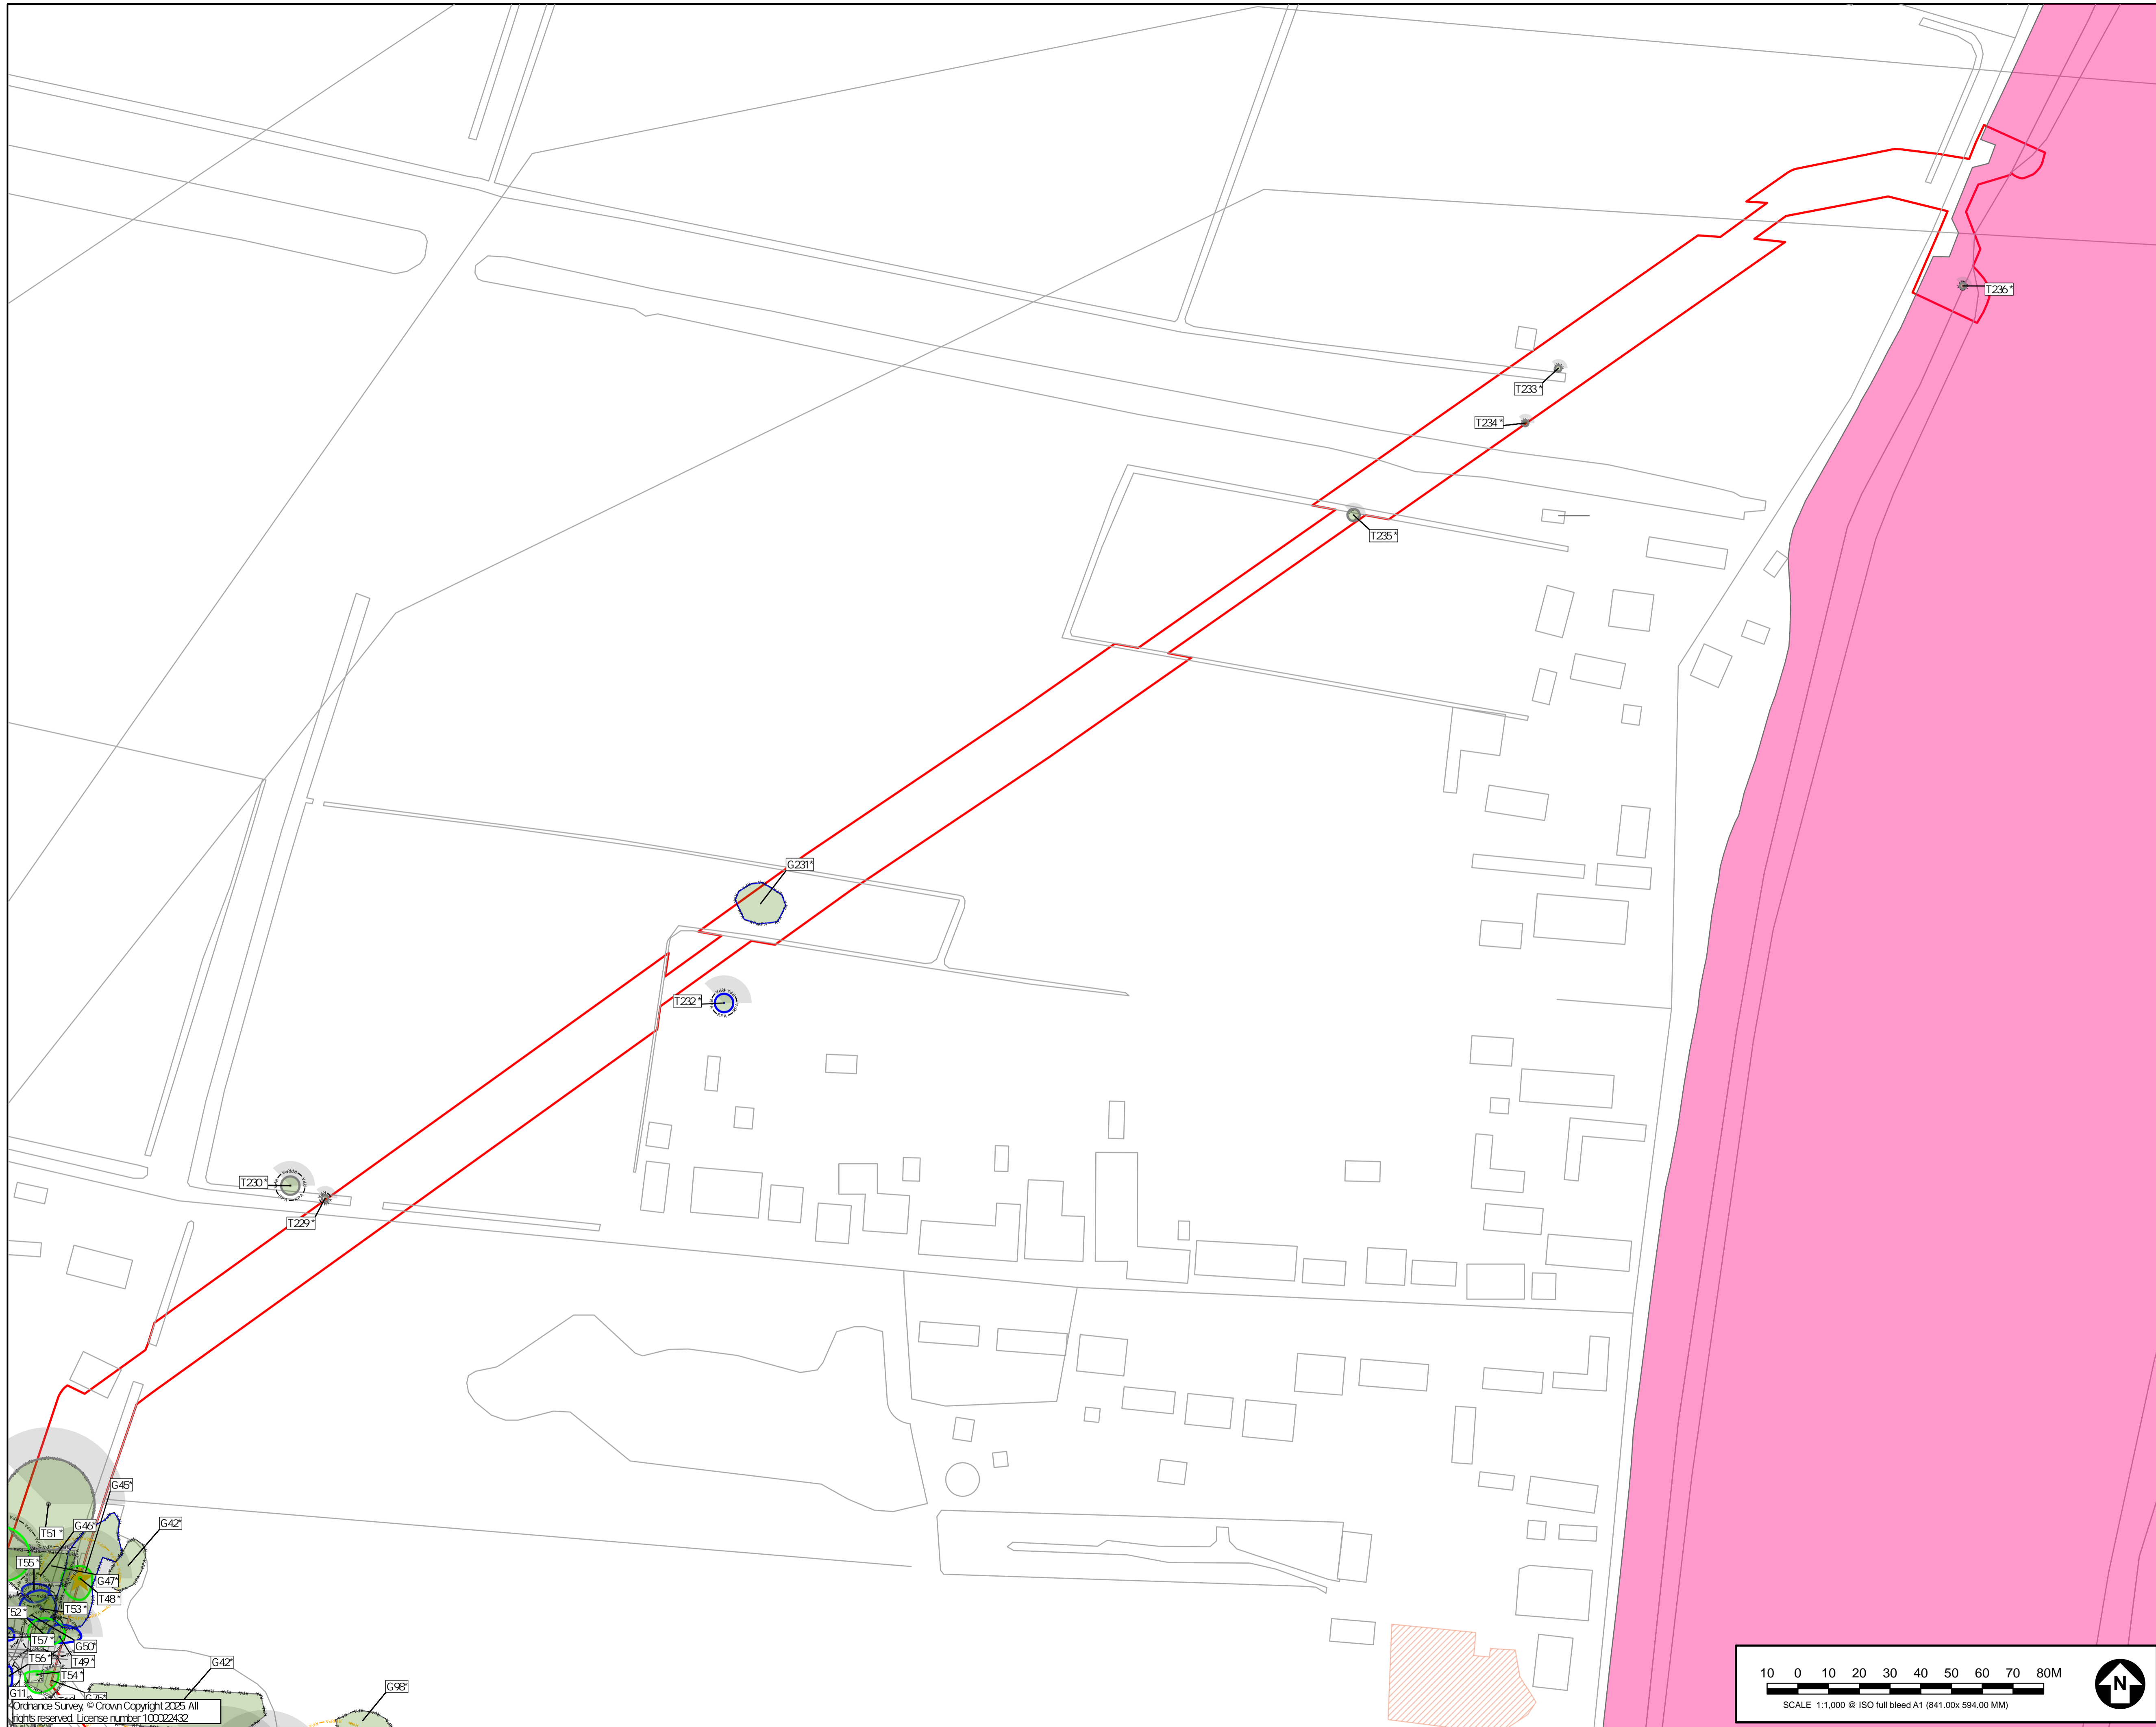 T236*
T233*
T234*
T235*
G231*
T232*
T230*
T229*
G45*
G46*
G42*
T51*
T55*
G47*
T48*
T52*
T53*
T57*
G50*
T56*
T49*
T54*
G42*
G98*
G11
G75*
Ordnance Survey, © Crown Copyright 2025. All
rights reserved. License number 100022432
10 0 10 20 30 40 50 60 70 80M
SCALE 1:1,000 @ ISO full bleed A1 (841.00x 594.00 MM)
N